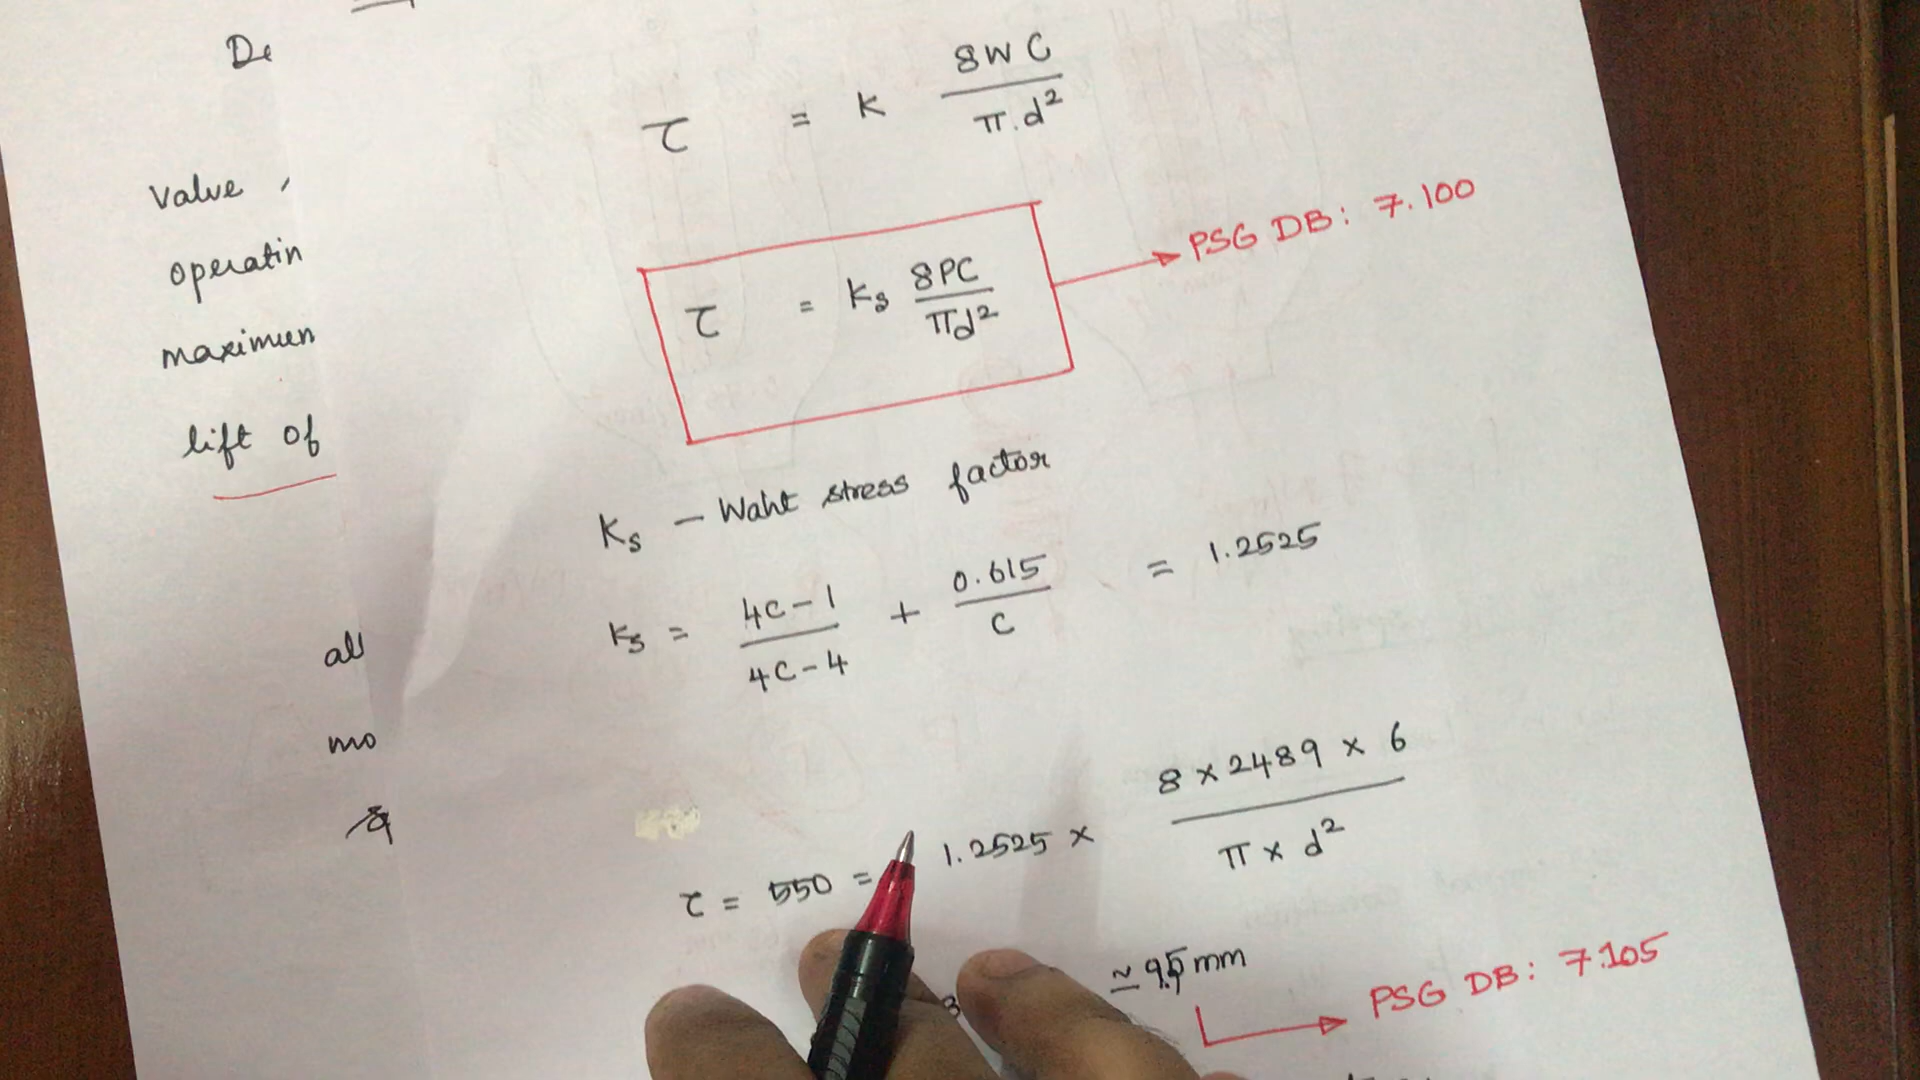 De
τ = K 8WC / π.d²
Valve,
operatin
τ = Ks 8PC / πd² → PSG DB: 7.100
maximum
lift of
Ks – Waht stress factor
Ks = 4C-1 / 4C-4 + 0.615 / C = 1.2525
all
mo
&
τ = 550 = 1.2525 × 8 × 2489 × 6 / π × d²
≃ 9.5 mm
→ PSG DB: 7.105